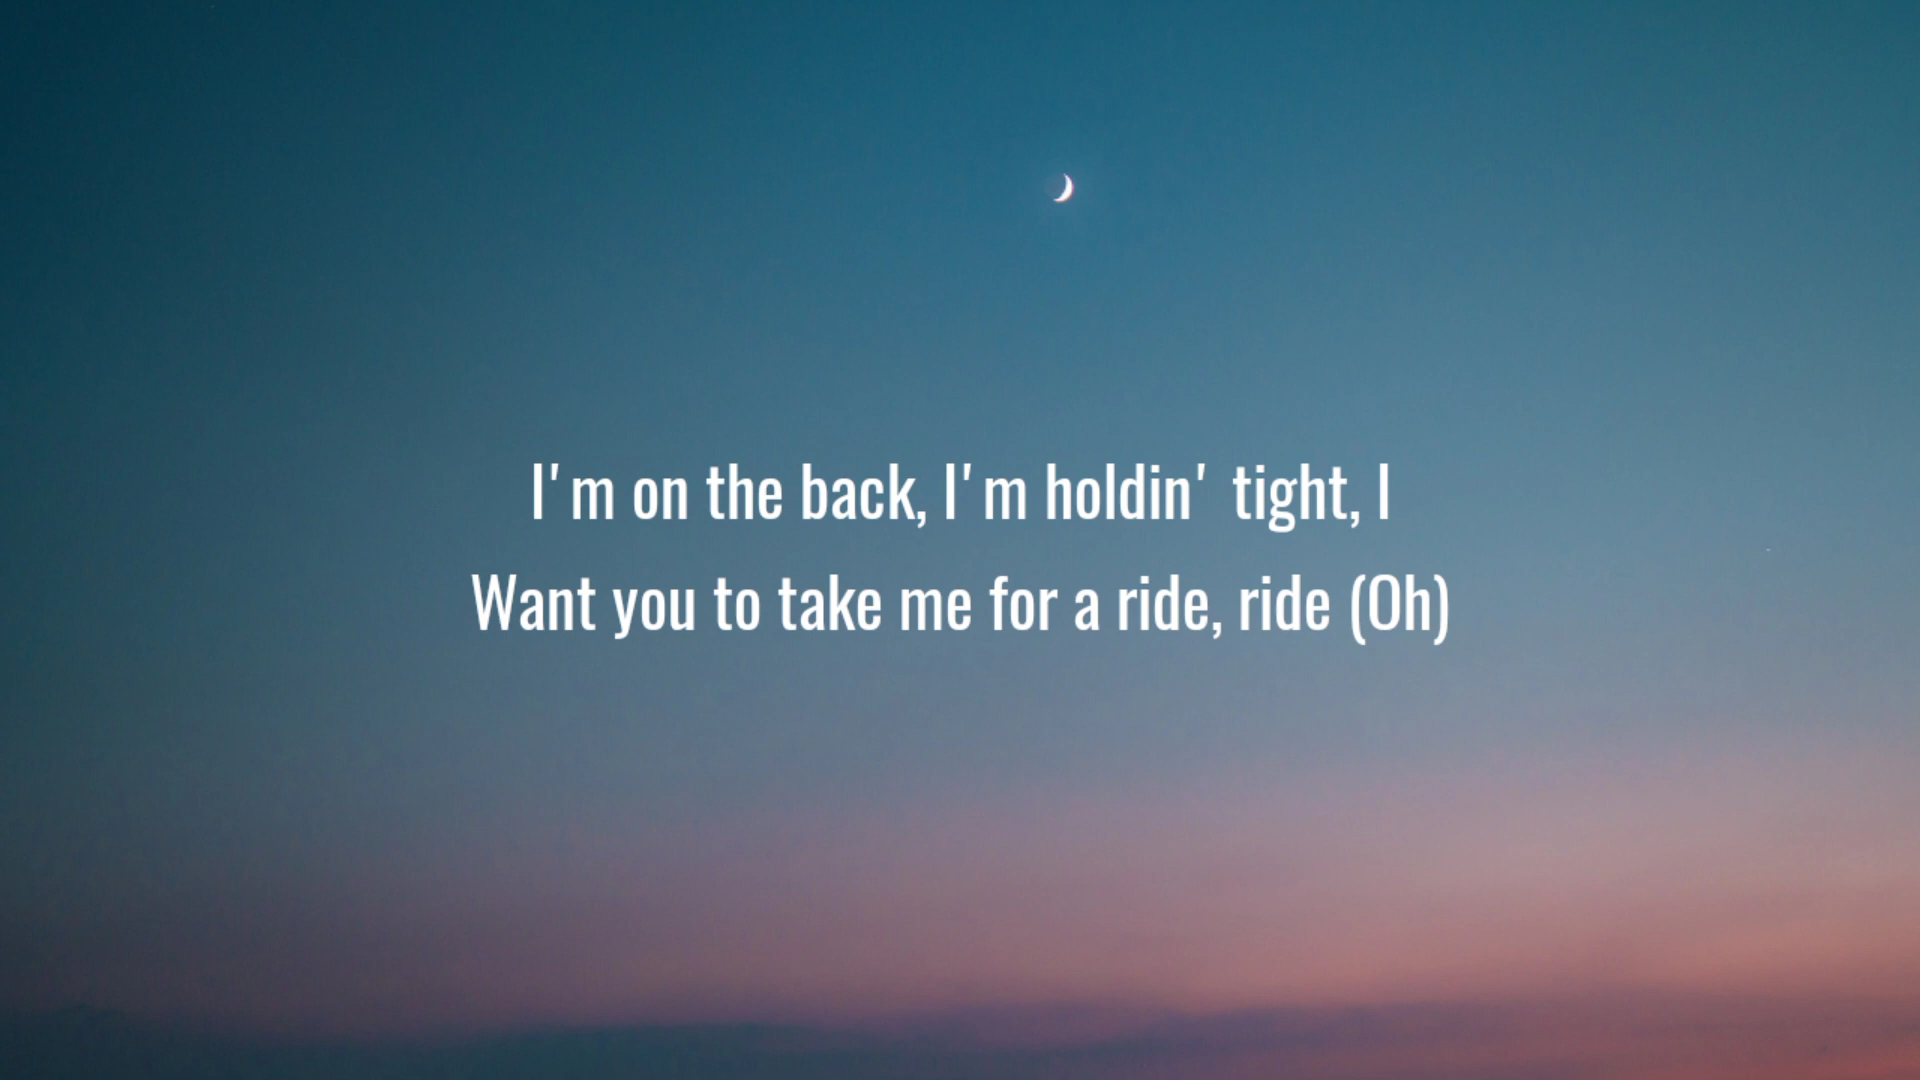 I'm on the back, I'm holdin' tight, I
Want you to take me for a ride, ride (Oh)